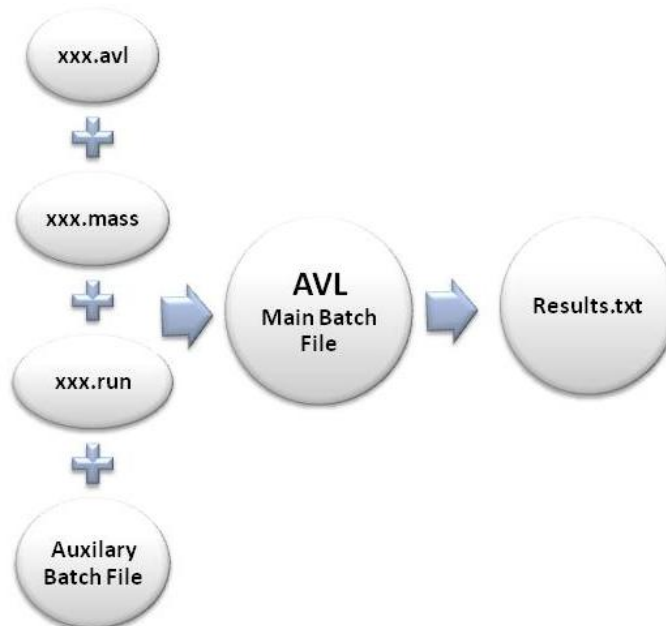 xxx.avl
xxx.mass
xxx.run
Auxilary
Batch File
AVL
Main Batch
File
Results.txt